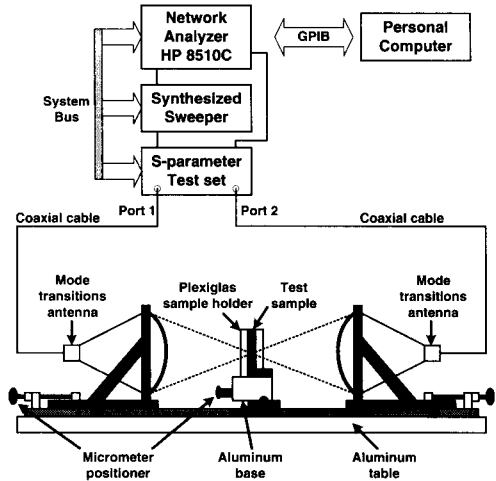 Network
Analyzer
HP 8510C
GPIB
Personal
Computer
System
Bus
Synthesized
Sweeper
S-parameter
Test set
Port 1
Port 2
Coaxial cable
Coaxial cable
Mode
transitions
antenna
Plexiglas
sample holder
Test
sample
Mode
transitions
antenna
Micrometer
positioner
Aluminum
base
Aluminum
table